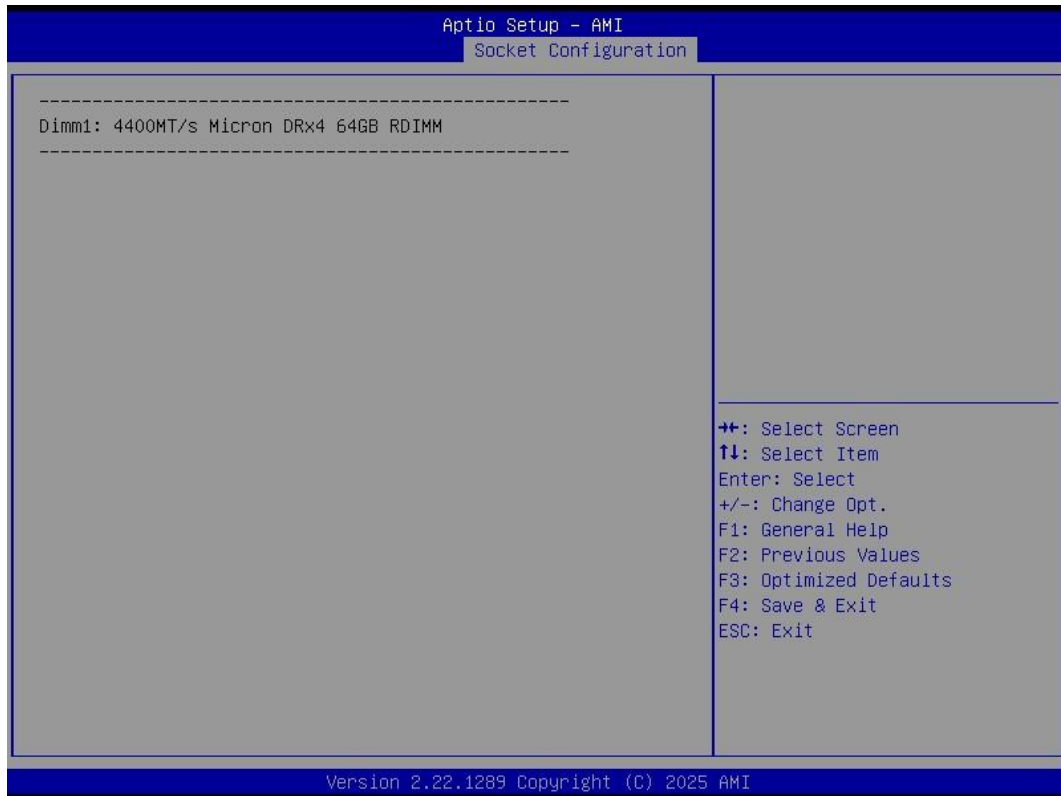 Aptio Setup – AMI
Socket Configuration
--------------------------------------------------
Dimm1: 4400MT/s Micron DRx4 64GB RDIMM
--------------------------------------------------
→←: Select Screen
↑↓: Select Item
Enter: Select
+/-: Change Opt.
F1: General Help
F2: Previous Values
F3: Optimized Defaults
F4: Save & Exit
ESC: Exit
Version 2.22.1289 Copyright (C) 2025 AMI